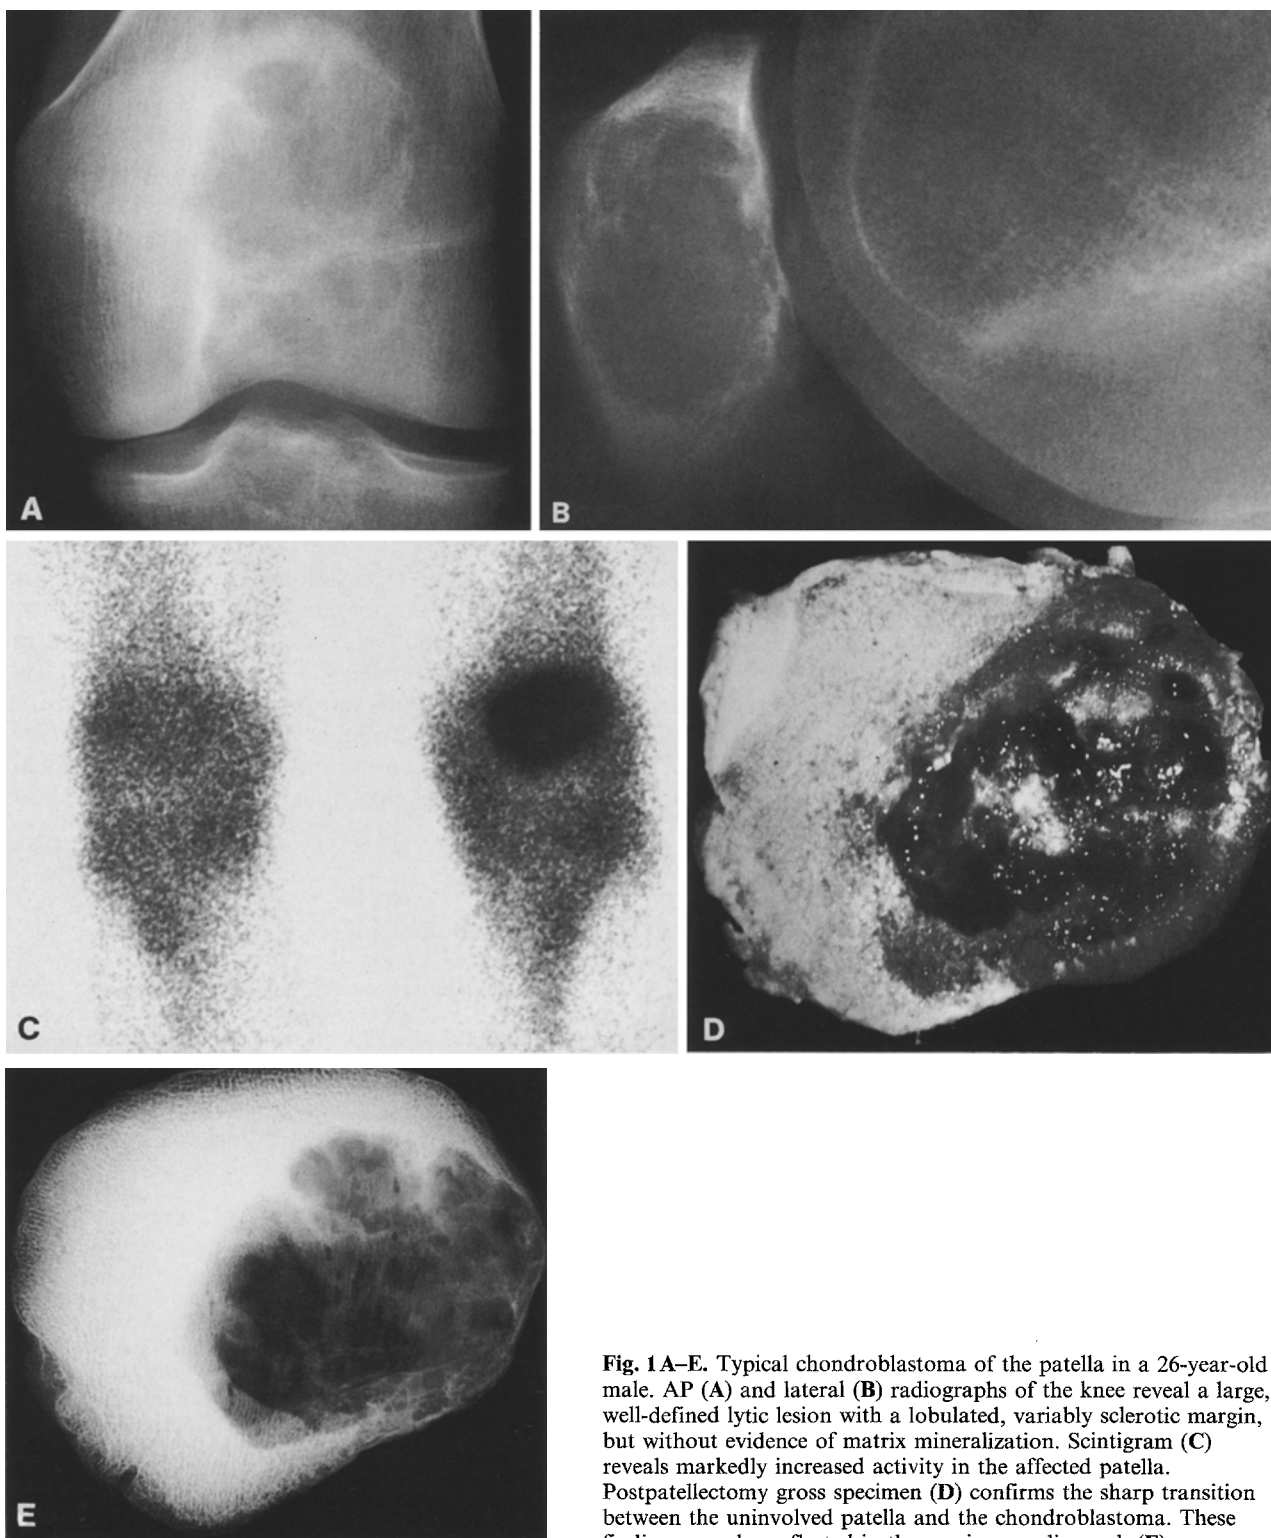 A
B
C
D
E
Fig. 1A–E. Typical chondroblastoma of the patella in a 26-year-old
male. AP (A) and lateral (B) radiographs of the knee reveal a large,
well-defined lytic lesion with a lobulated, variably sclerotic margin,
but without evidence of matrix mineralization. Scintigram (C)
reveals markedly increased activity in the affected patella.
Postpatellectomy gross specimen (D) confirms the sharp transition
between the uninvolved patella and the chondroblastoma. These